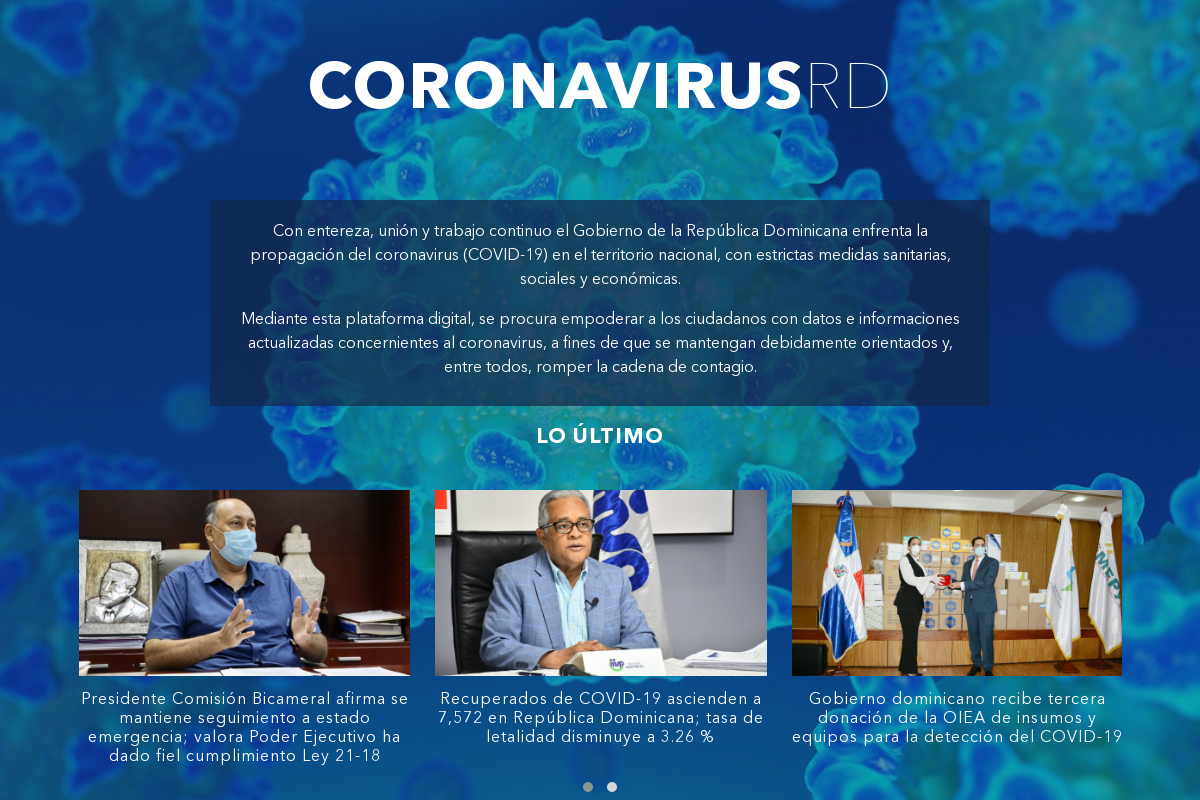 CORONAVIRUSRD
Con entereza, unión y trabajo continuo el Gobierno de la República Dominicana enfrenta la
propagación del coronavirus (COVID-19) en el territorio nacional, con estrictas medidas sanitarias,
sociales y económicas.
Mediante esta plataforma digital, se procura empoderar a los ciudadanos con datos e informaciones
actualizadas concernientes al coronavirus, a fines de que se mantengan debidamente orientados y,
entre todos, romper la cadena de contagio.
LO ÚLTIMO
Presidente Comisión Bicameral afirma se
mantiene seguimiento a estado
emergencia; valora Poder Ejecutivo ha
dado fiel cumplimiento Ley 21-18
Recuperados de COVID-19 ascienden a
7,572 en República Dominicana; tasa de
letalidad disminuye a 3.26 %
Gobierno dominicano recibe tercera
donación de la OIEA de insumos y
equipos para la detección del COVID-19